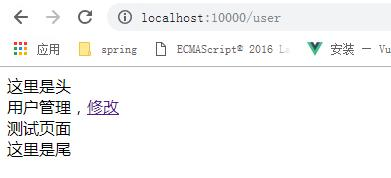 localhost:10000/user
应用 spring ECMAScript® 2016 La 安装 — Vu
这里是头
用户管理，修改
测试页面
这里是尾